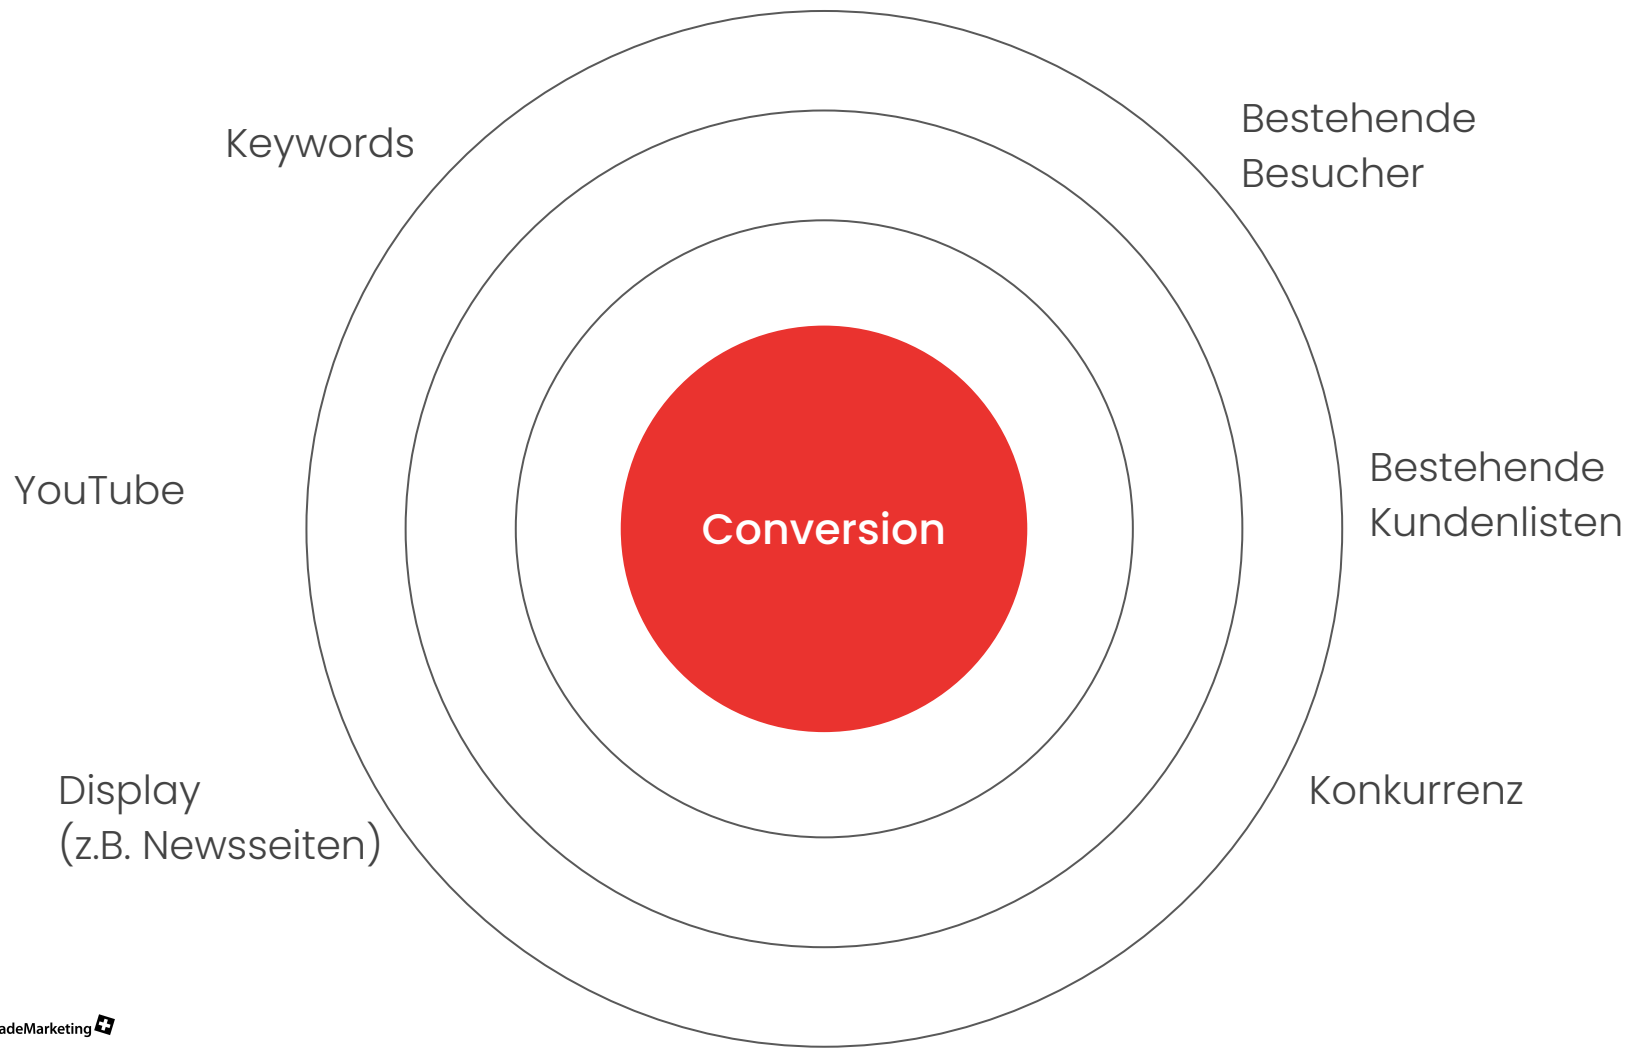 Keywords
Bestehende
Besucher
YouTube
Conversion
Bestehende
Kundenlisten
Display
(z.B. Newsseiten)
Konkurrenz
adeMarketing